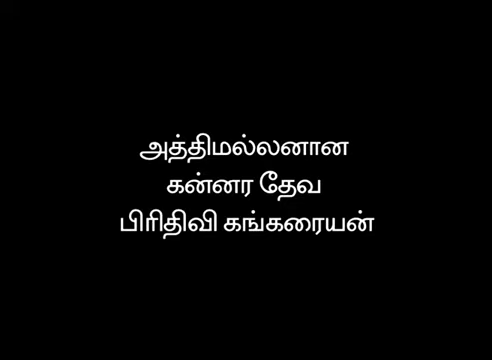 அத்திமல்லனான
கன்னர தேவ
பிரிதிவி கங்கரையன்